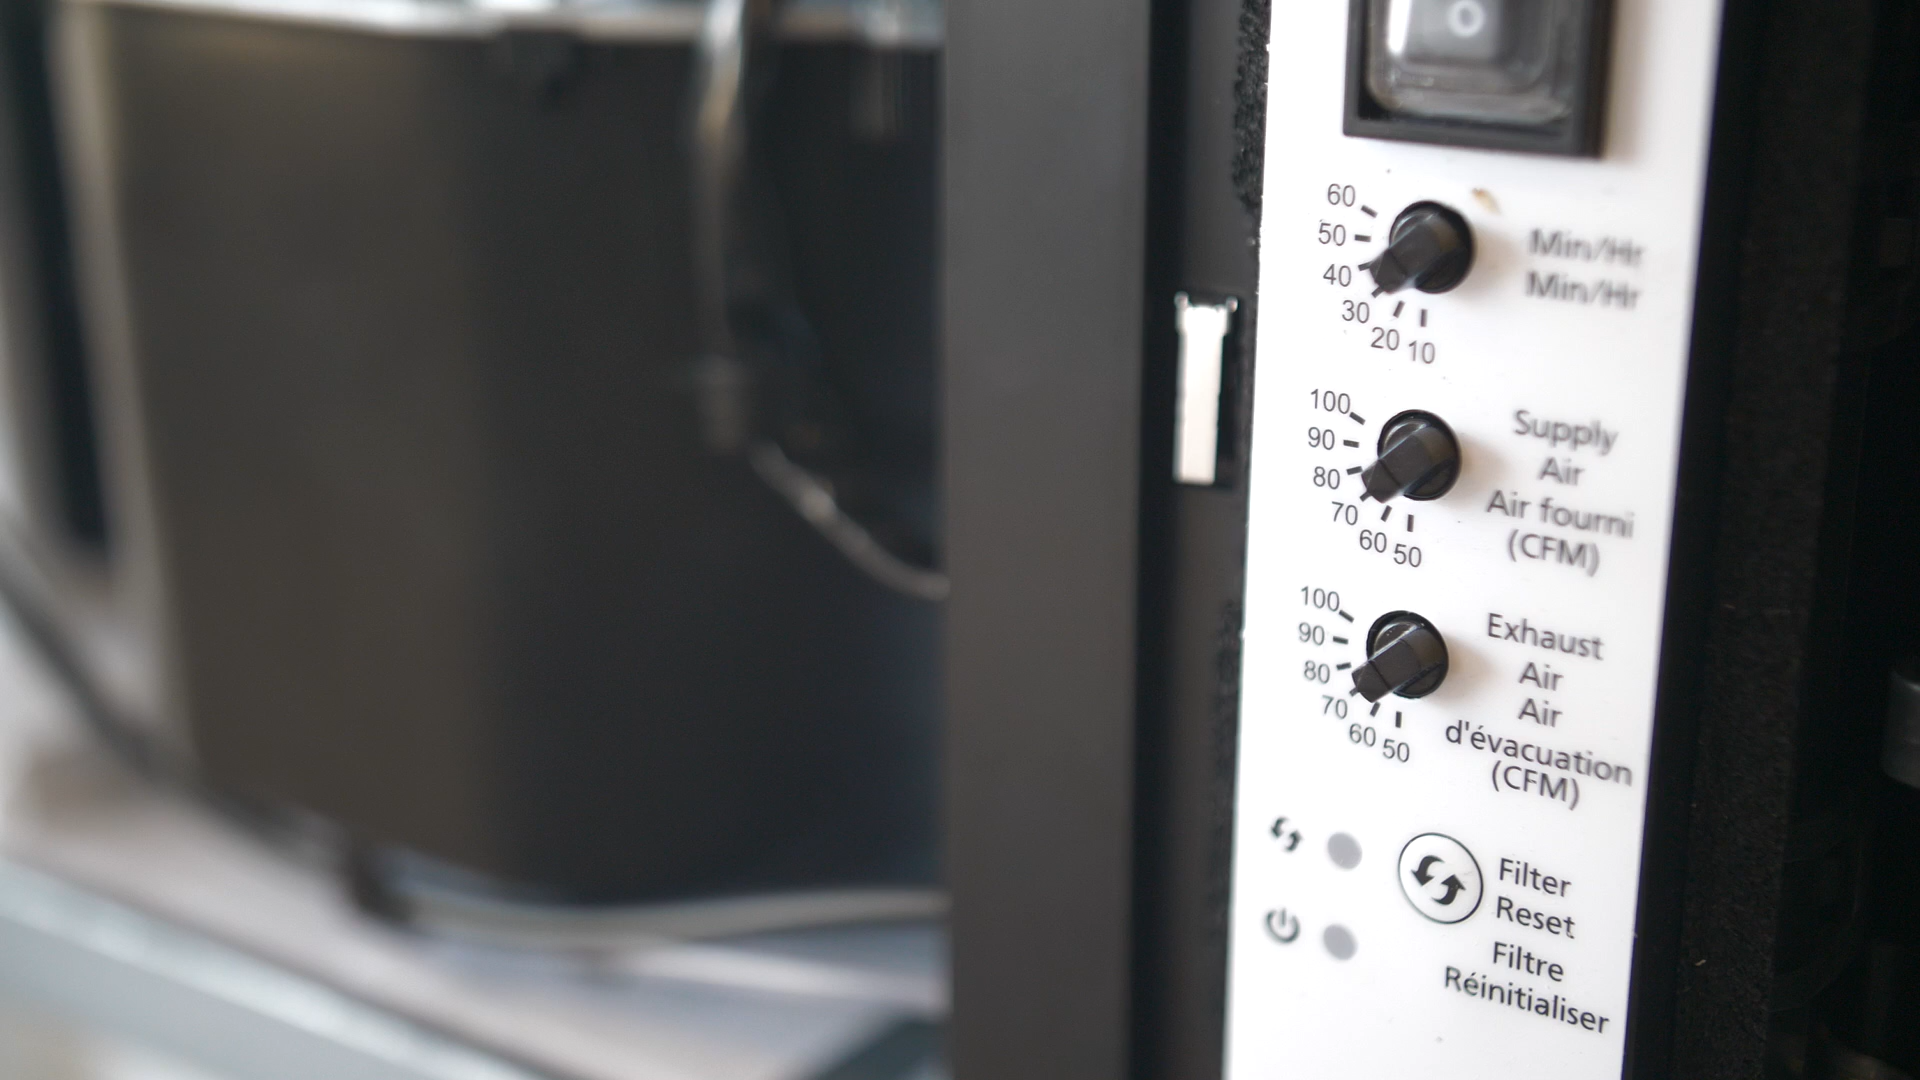 O
60
50
40
30
20
10
Min/Hr
Min/Hr
100
90
80
70
60
50
Supply
Air
Air fourni
(CFM)
100
90
80
70
60
50
Exhaust
Air
Air
d'évacuation
(CFM)
Filter
Reset
Filtre
Réinitialiser